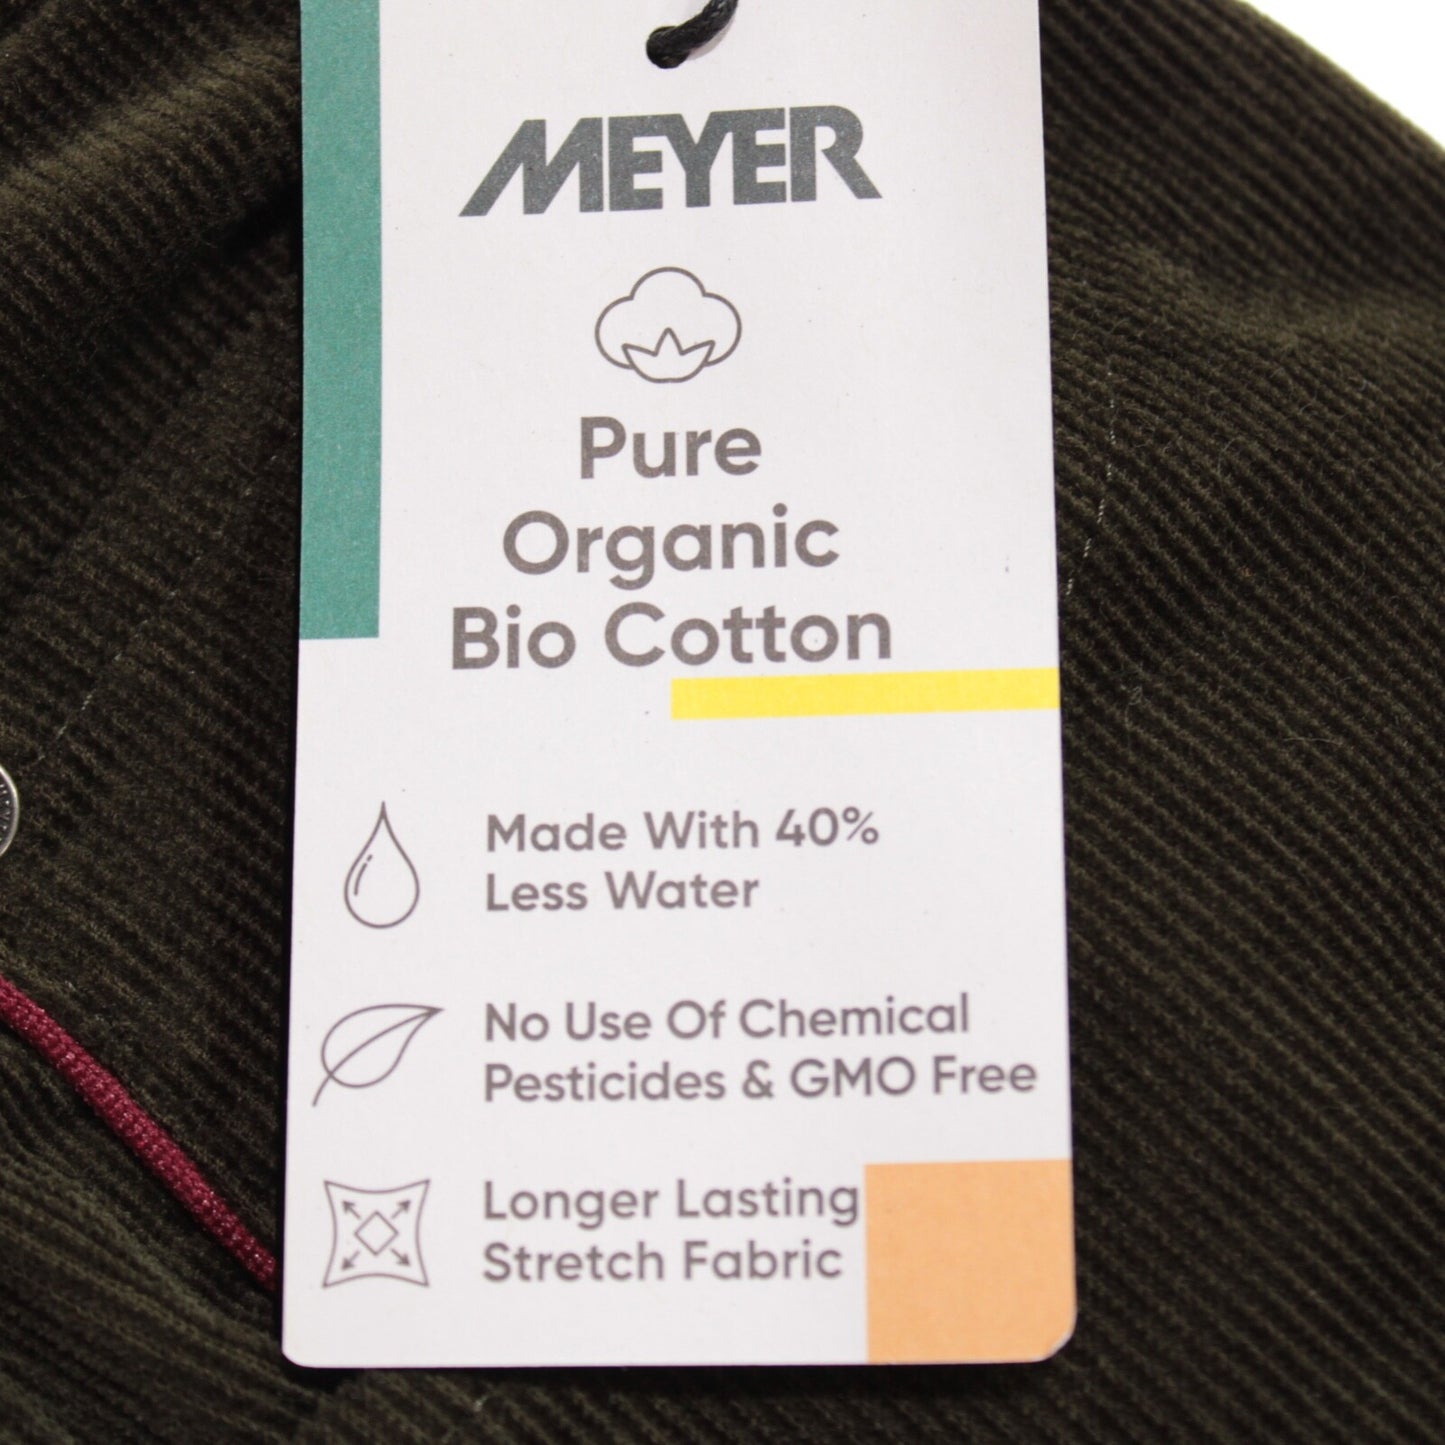 MEYER
Pure
Organic
Bio Cotton
Made With 40%
Less Water
No Use Of Chemical
Pesticides & GMO Free
Longer Lasting
Stretch Fabric